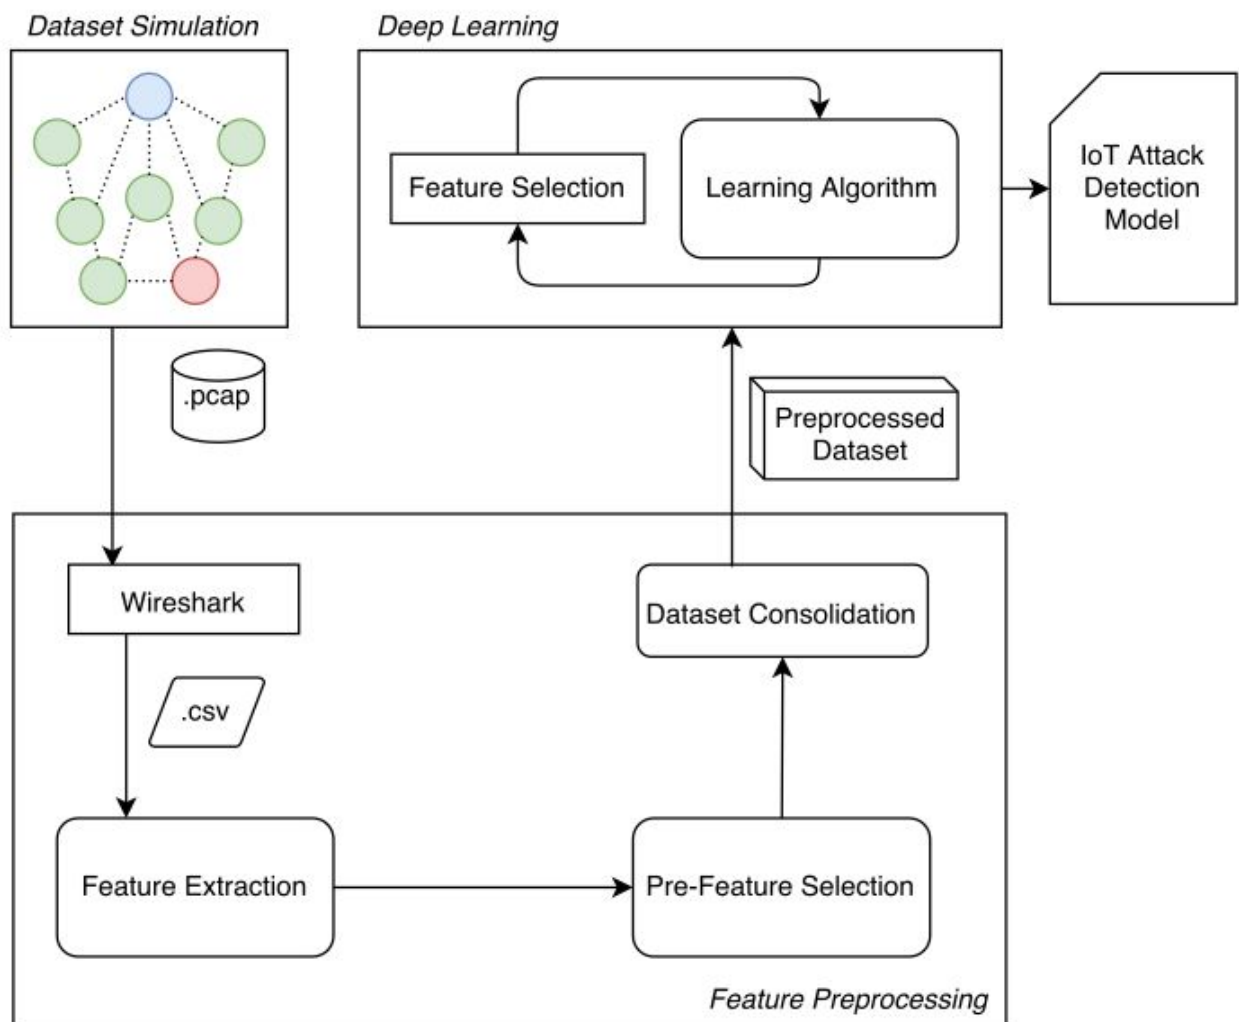 Dataset Simulation
Deep Learning
Feature Selection
Learning Algorithm
IoT Attack
Detection
Model
.pcap
Preprocessed
Dataset
Wireshark
Dataset Consolidation
.csv
Feature Extraction
Pre-Feature Selection
Feature Preprocessing